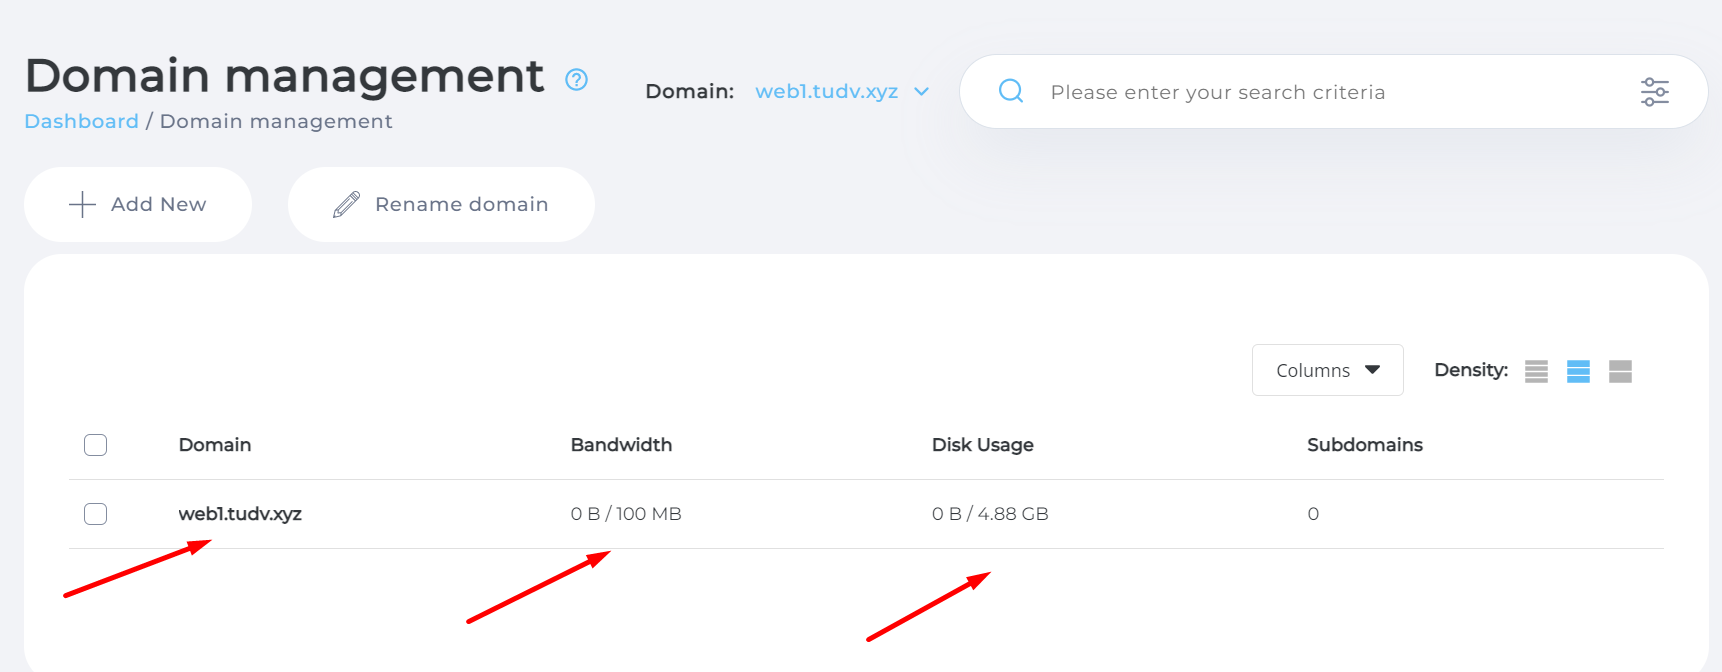 Domain management
Domain: web1.tudv.xyz
Please enter your search criteria
Dashboard / Domain management
Add New
Rename domain
Columns
Density:
Domain Bandwidth Disk Usage Subdomains
web1.tudv.xyz 0 B / 100 MB 0 B / 4.88 GB 0